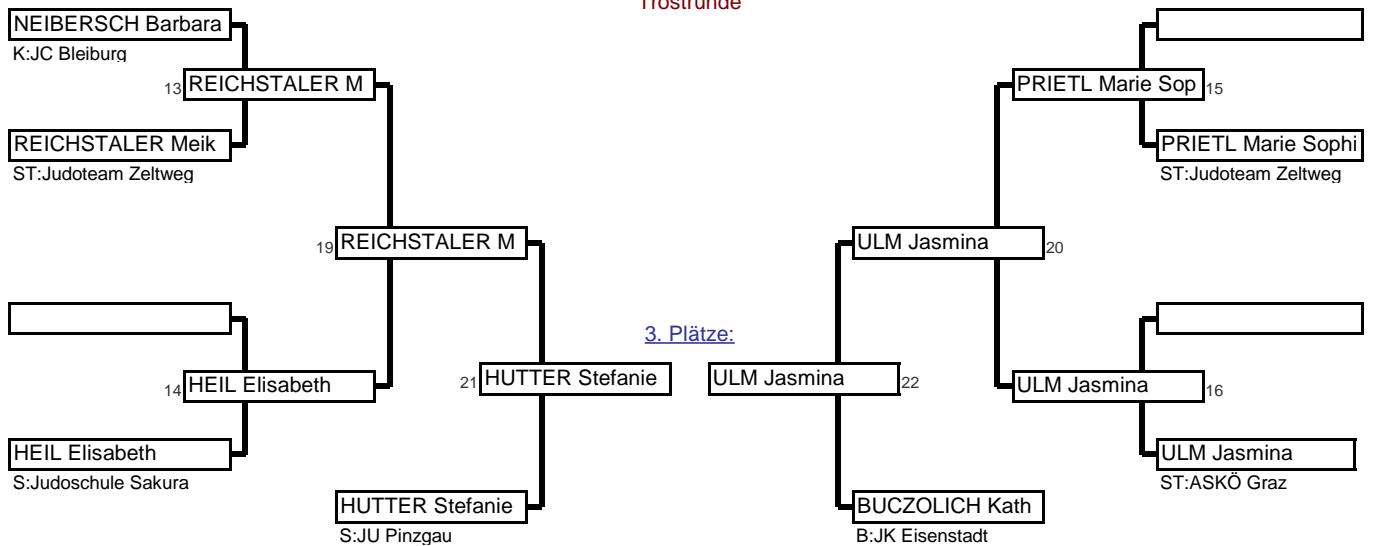 Trostrunde
NEIBERSCH Barbara
K:JC Bleiburg
13 REICHSTALER M
PRIETL Marie Sop 15
REICHSTALER Meik
ST:Judoteam Zeltweg
PRIETL Marie Sophi
ST:Judoteam Zeltweg
19 REICHSTALER M
ULM Jasmina 20
3. Plätze:
14 HEIL Elisabeth
21 HUTTER Stefanie
ULM Jasmina 22
ULM Jasmina 16
HEIL Elisabeth
S:Judoschule Sakura
ULM Jasmina
ST:ASKÖ Graz
HUTTER Stefanie
S:JU Pinzgau
BUCZOLICH Kath
B:JK Eisenstadt